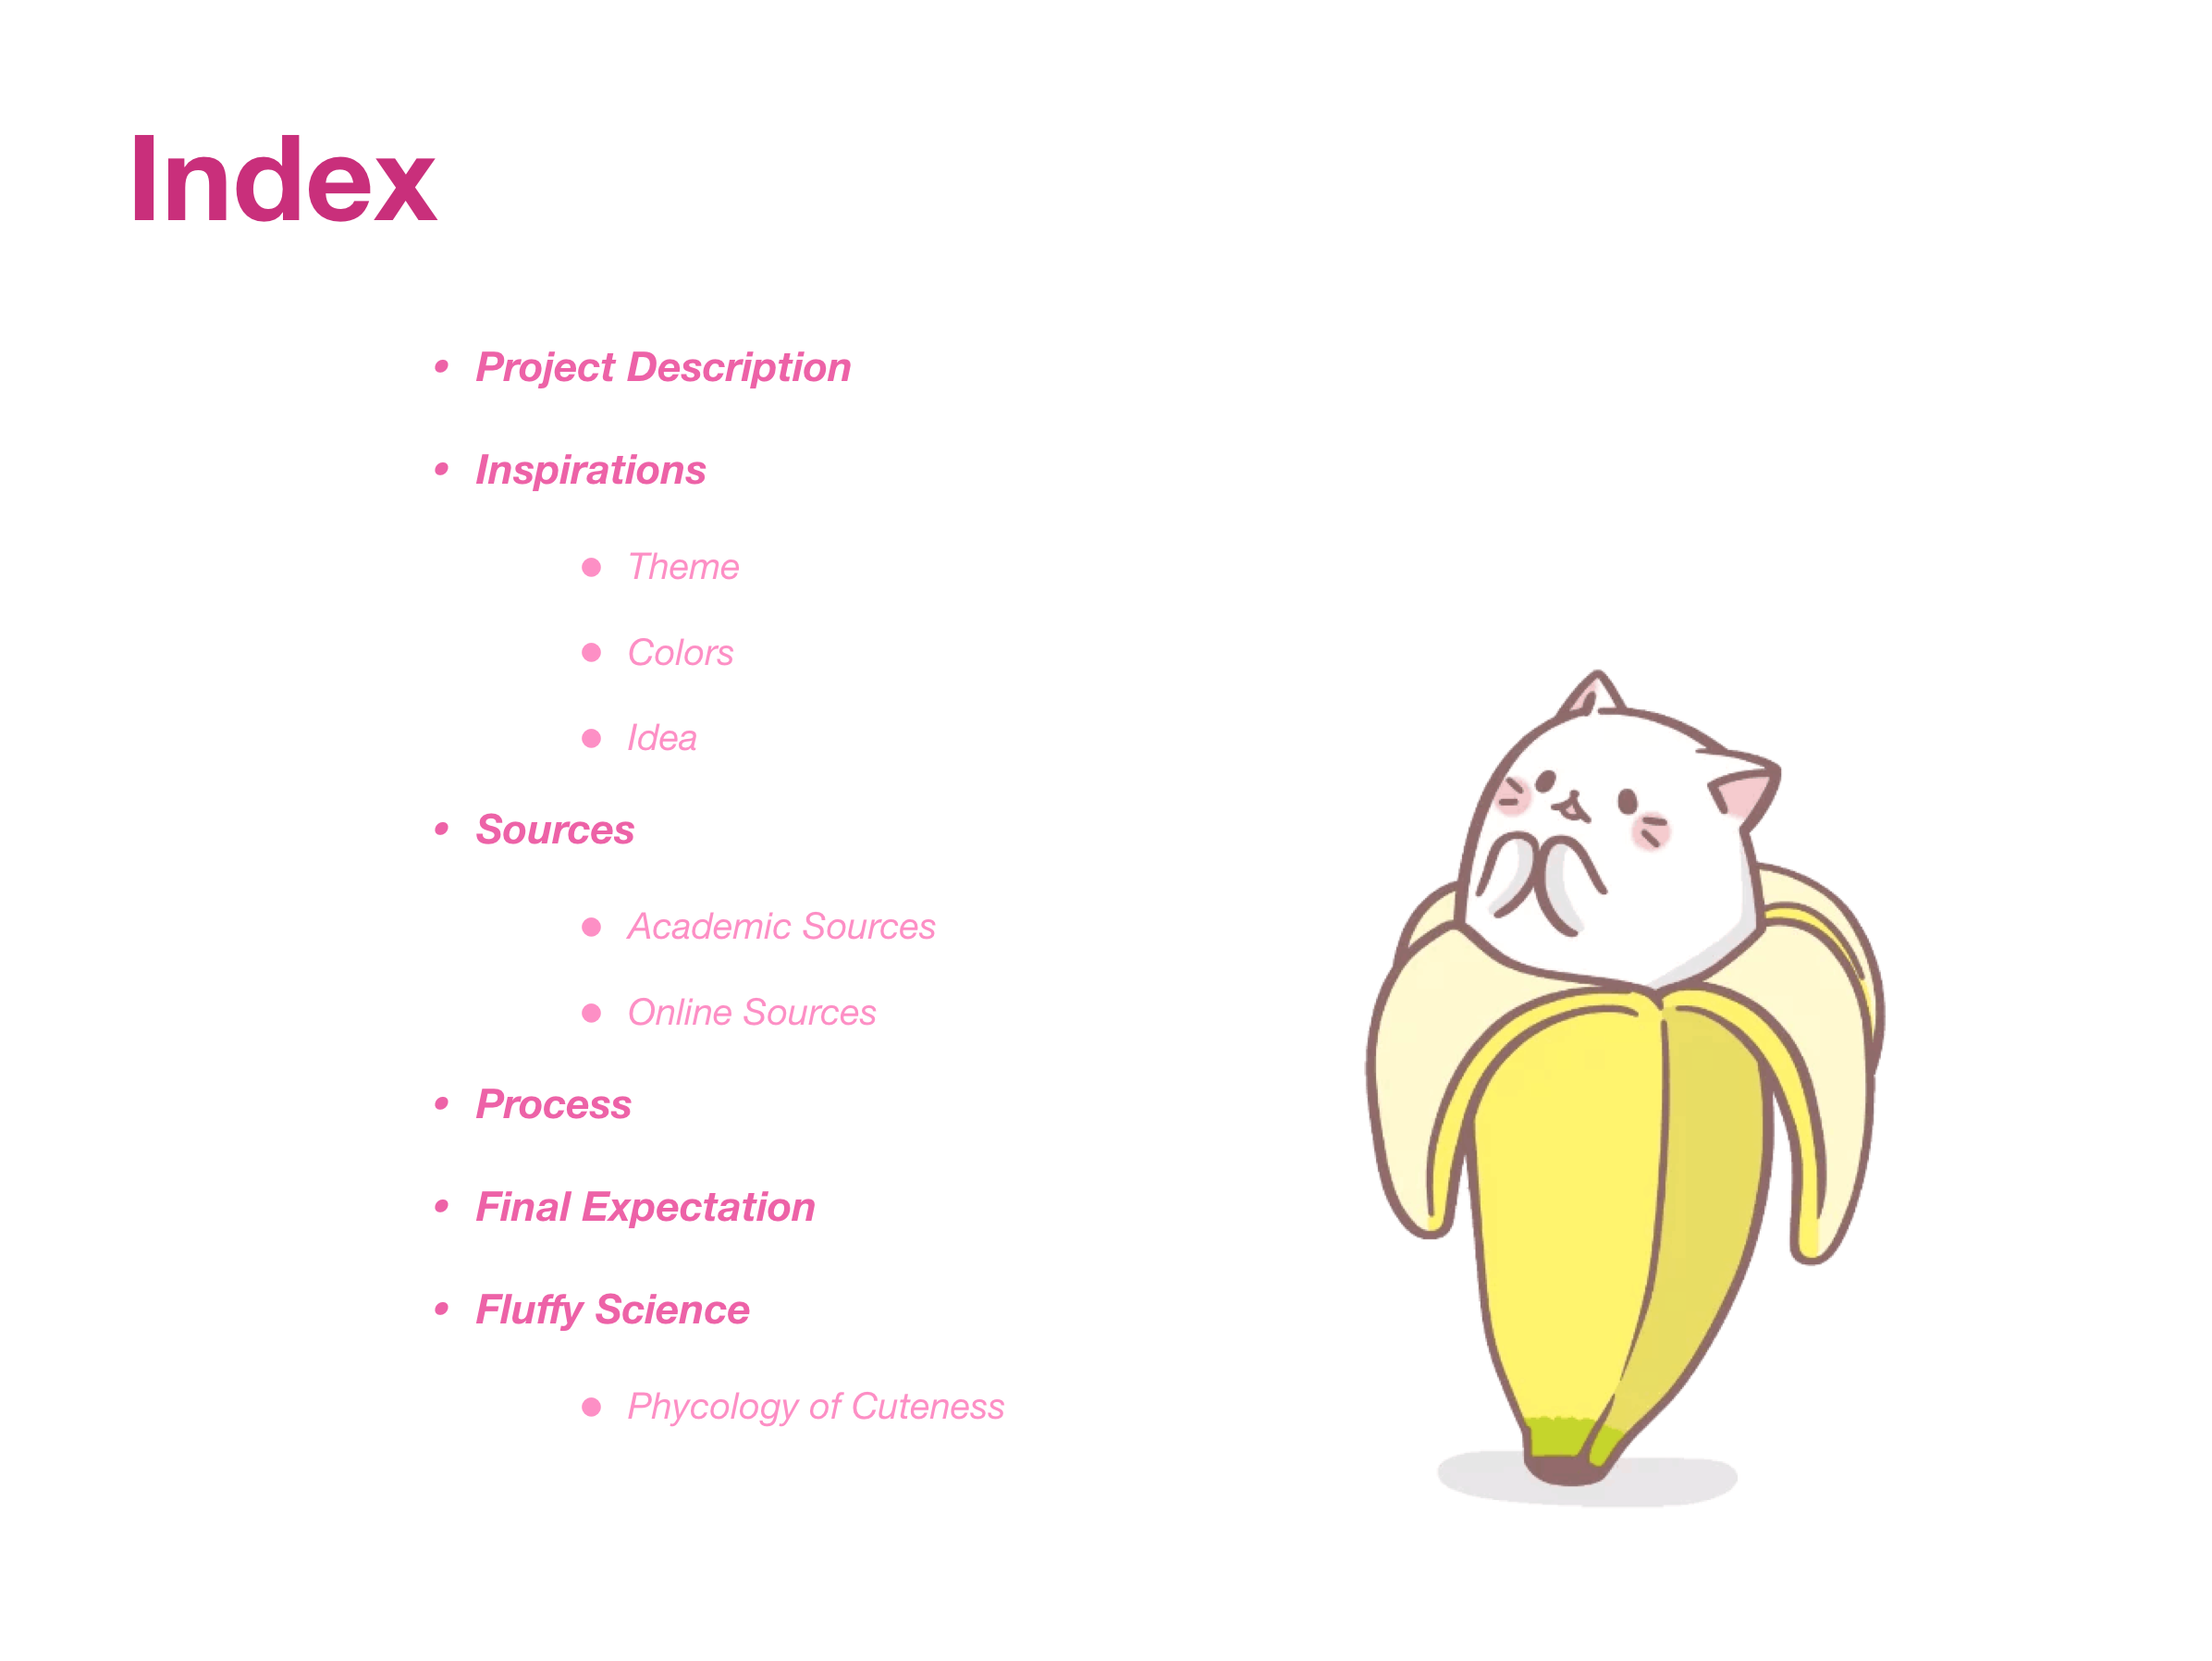 Index
• Project Description
• Inspirations
• Theme
• Colors
• Idea
• Sources
• Academic Sources
• Online Sources
• Process
• Final Expectation
• Fluffy Science
• Phycology of Cuteness